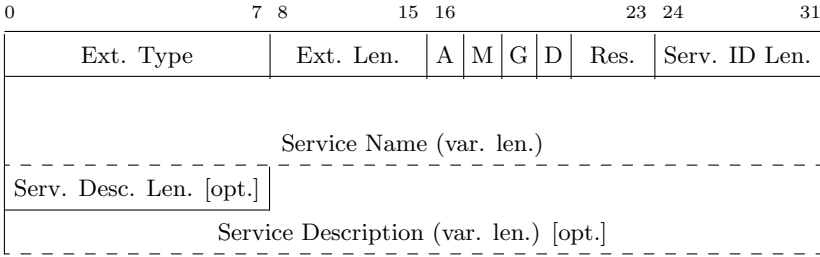 0 7 8 15 16 23 24 31
Ext. Type Ext. Len. A M G D Res. Serv. ID Len.
Service Name (var. len.)
Serv. Desc. Len. [opt.]
Service Description (var. len.) [opt.]